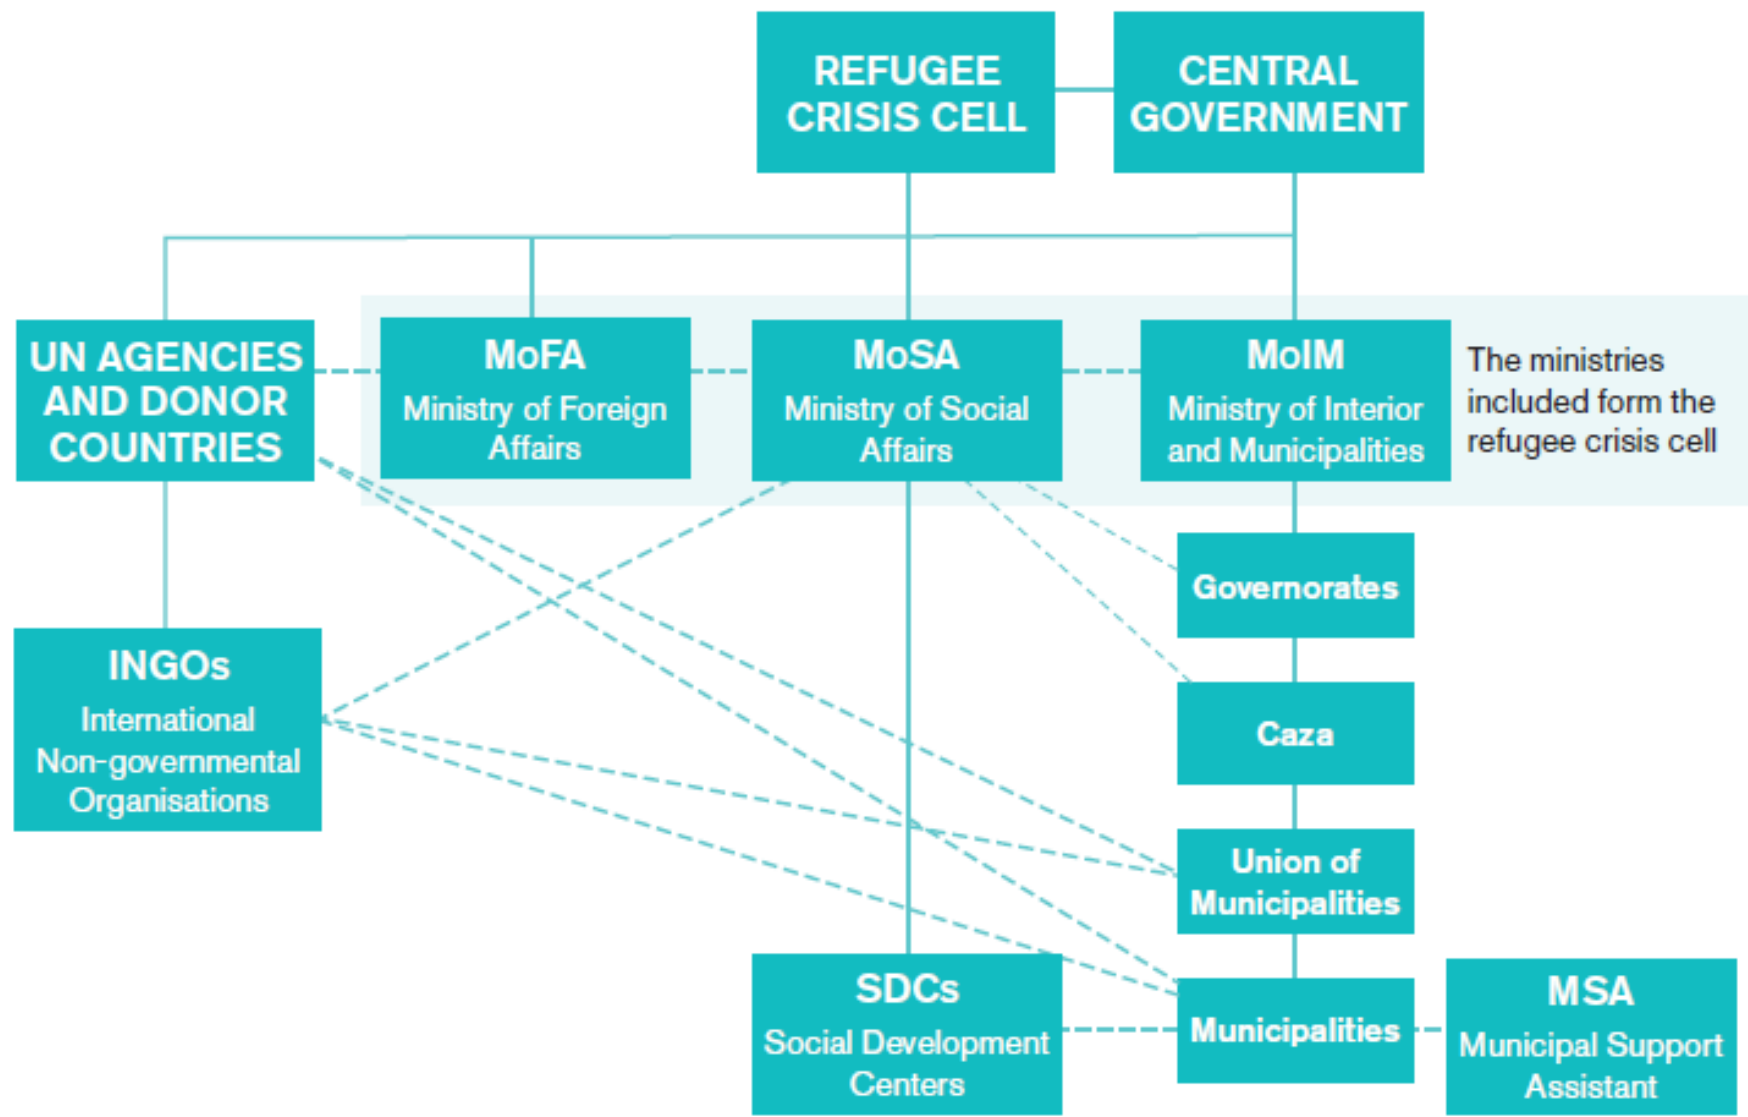 REFUGEE
CRISIS CELL
CENTRAL
GOVERNMENT
UN AGENCIES
AND DONOR
COUNTRIES
MoFA
Ministry of Foreign
Affairs
MoSA
Ministry of Social
Affairs
MoIM
Ministry of Interior
and Municipalities
The ministries
included form the
refugee crisis cell
Governorates
INGOs
International
Non-governmental
Organisations
Caza
Union of
Municipalities
SDCs
Social Development
Centers
Municipalities
MSA
Municipal Support
Assistant